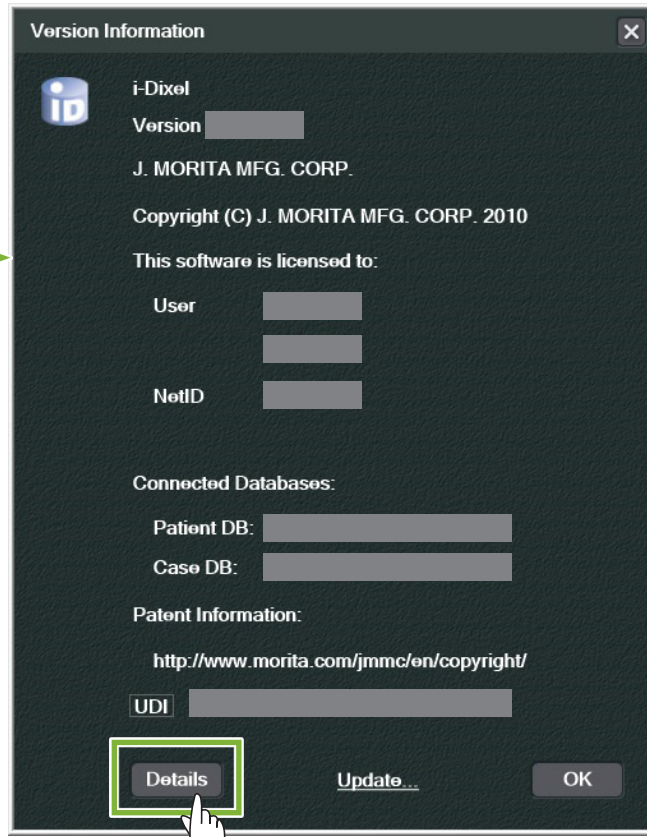 Version Information
iD
i-Dixel
Version
J. MORITA MFG. CORP.
Copyright (C) J. MORITA MFG. CORP. 2010
This software is licensed to:
User
NetID
Connected Databases:
Patient DB:
Case DB:
Patent Information:
http://www.morita.com/jmmc/en/copyright/
UDI
Details Update... OK